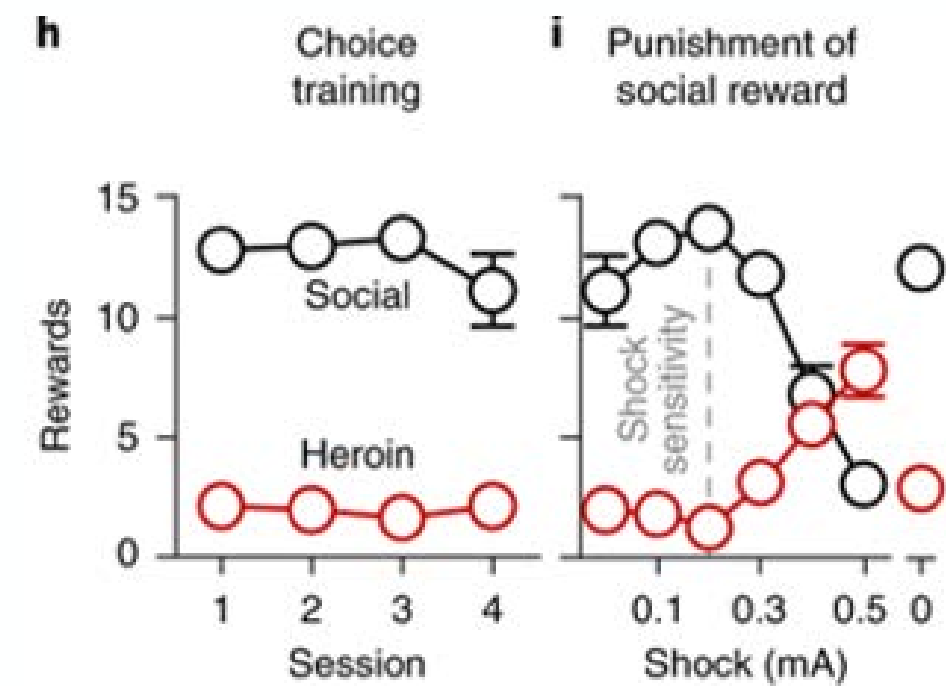 h
Choice
training
i
Punishment of
social reward
Rewards
15
10
5
0
Social
Heroin
1 2 3 4
Session
Shock
sensitivity
0.1 0.3 0.5 0
Shock (mA)